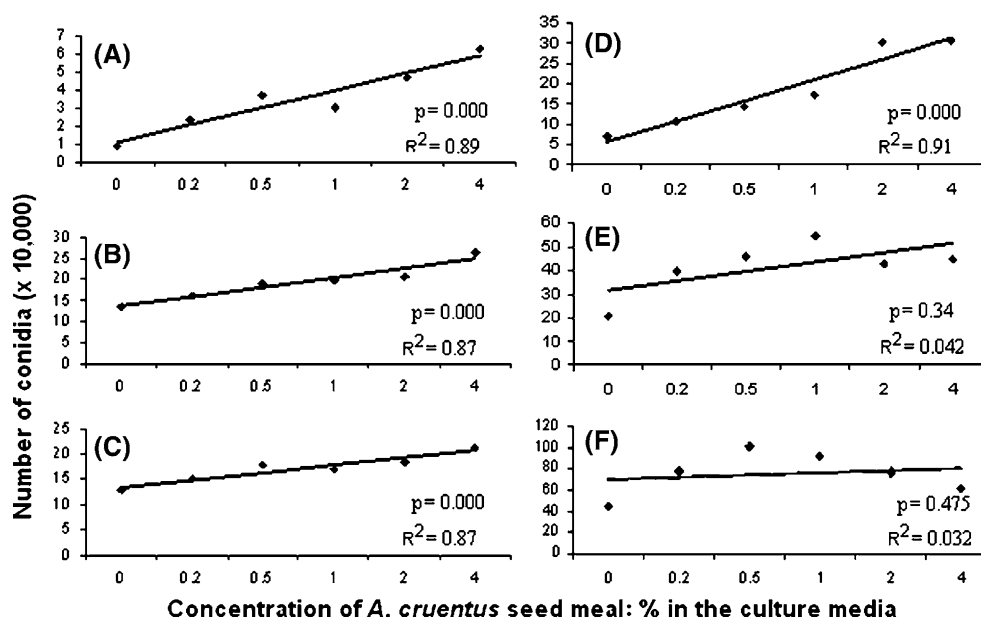 Number of conidia (x 10,000)
(A)
7
6
5
4
3
2
1
0
p= 0.000
R2= 0.89
0 0.2 0.5 1 2 4
(B)
30
25
20
15
10
5
0
p= 0.000
R2= 0.87
0 0.2 0.5 1 2 4
(C)
25
20
15
10
5
0
p= 0.000
R2= 0.87
0 0.2 0.5 1 2 4
(D)
35
30
25
20
15
10
5
0
p= 0.000
R2= 0.91
0 0.2 0.5 1 2 4
(E)
60
50
40
30
20
10
0
p= 0.34
R2= 0.042
0 0.2 0.5 1 2 4
(F)
120
100
80
60
40
20
0
p= 0.475
R2= 0.032
0 0.2 0.5 1 2 4
Concentration of A. cruentus seed meal: % in the culture media